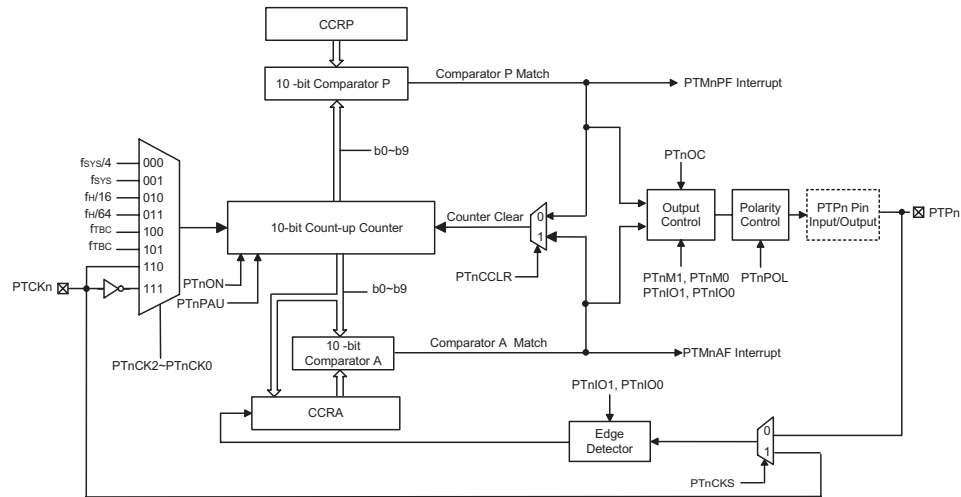 CCRP
10 -bit Comparator P
Comparator P Match
PTMnPF Interrupt
b0~b9
PTnOC
fSYS/4
000
fSYS
001
fH/16
010
fH/64
011
fTBC
100
fTBC
101
110
111
PTCKn
PTnCK2~PTnCK0
10-bit Count-up Counter
PTnON
PTnPAU
Counter Clear
0
1
PTnCCLR
Output
Control
Polarity
Control
PTPn Pin
Input/Output
PTPn
PTnM1, PTnM0
PTnIO1, PTnIO0
PTnPOL
b0~b9
10 -bit
Comparator A
Comparator A Match
PTMnAF Interrupt
CCRA
PTnIO1, PTnIO0
Edge
Detector
0
1
PTnCKS